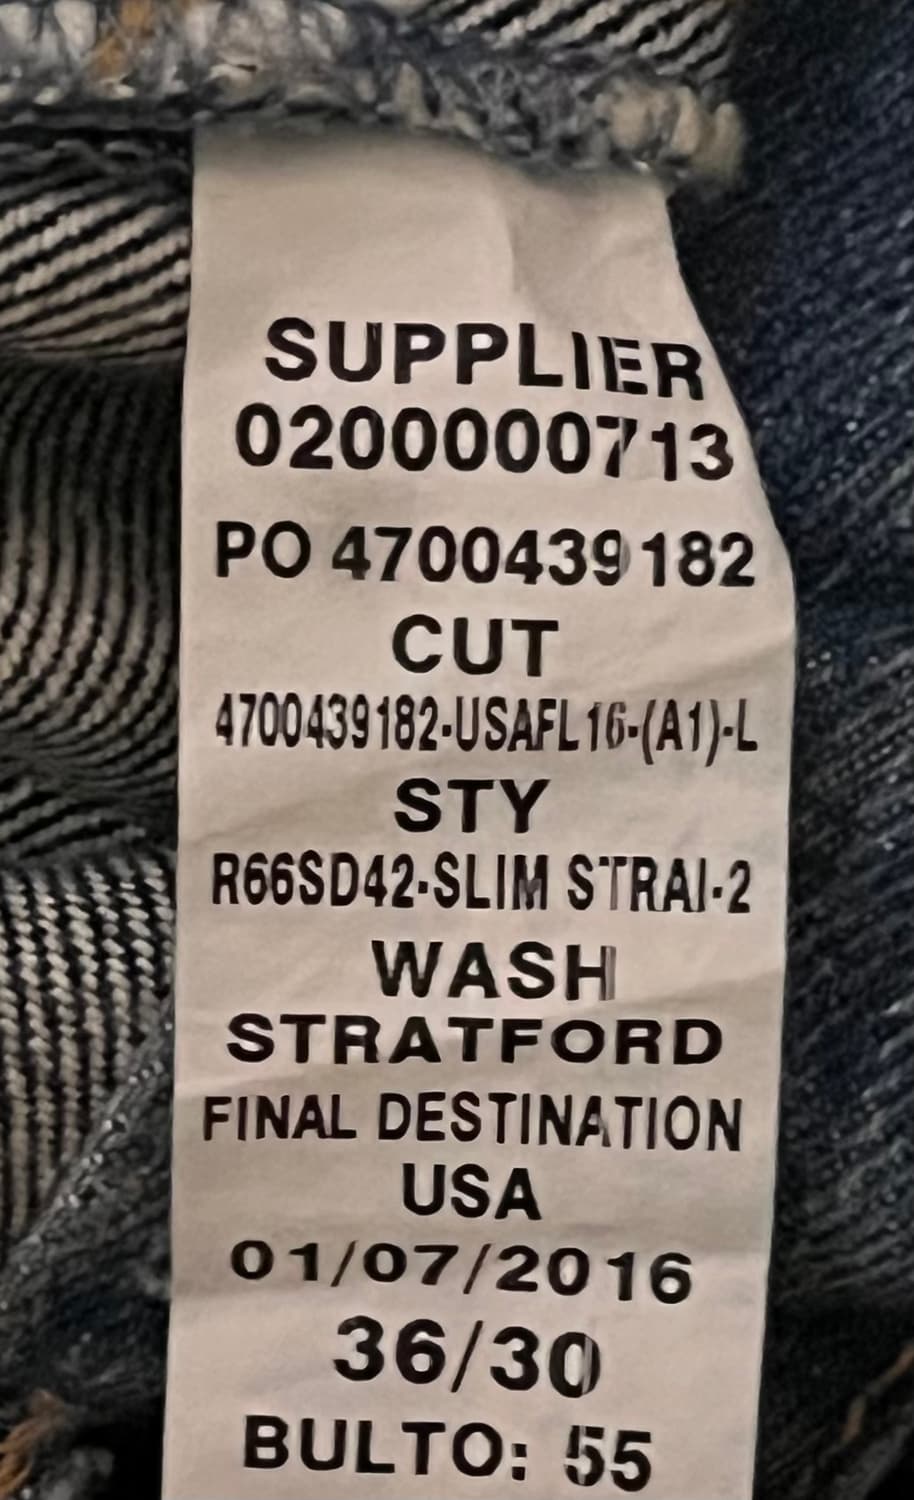 SUPPLIER
0200000713
PO 4700439182
CUT
4700439182-USAFL16-(A1)-L
STY
R66SD42-SLIM STRAI-2
WASH
STRATFORD
FINAL DESTINATION
USA
01/07/2016
36/30
BULTO: 55